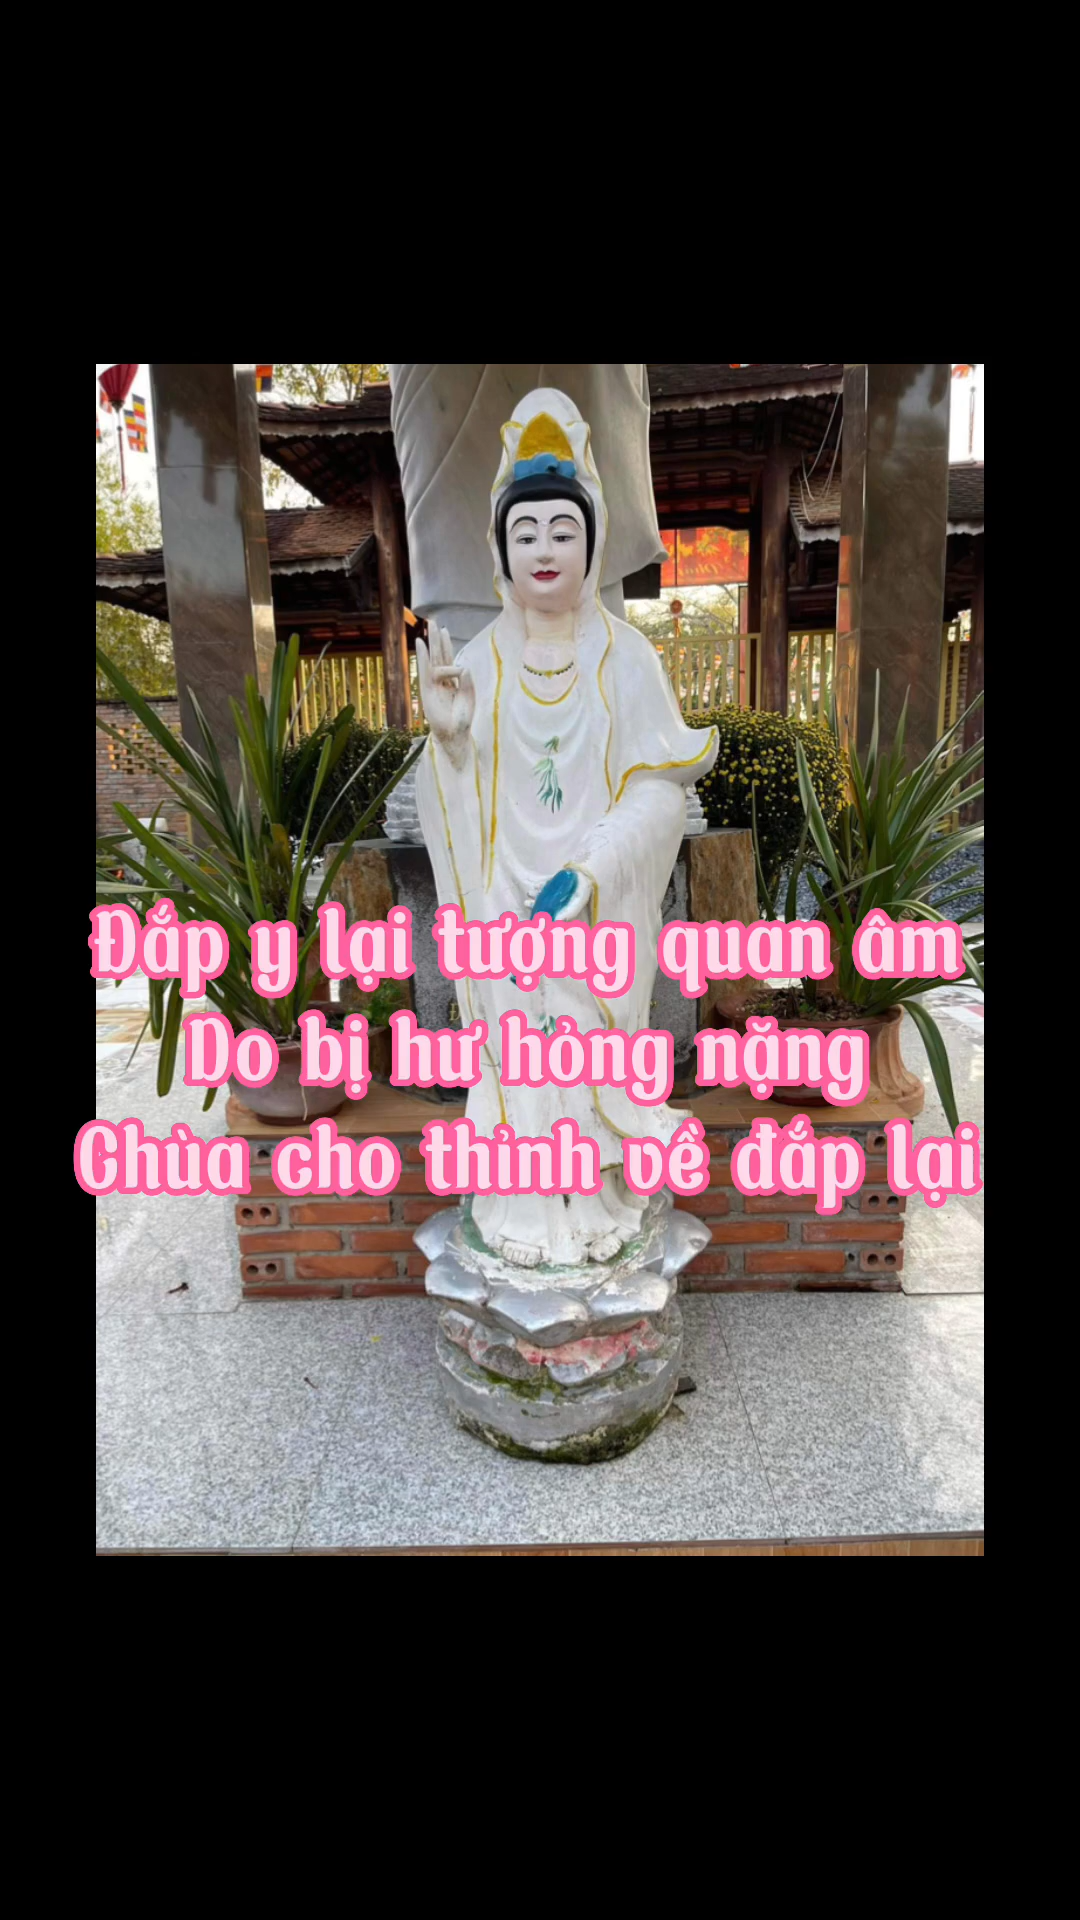 Đắp y lại tượng quan âm
Do bị hư hỏng nặng
Chùa cho thỉnh về đắp lại